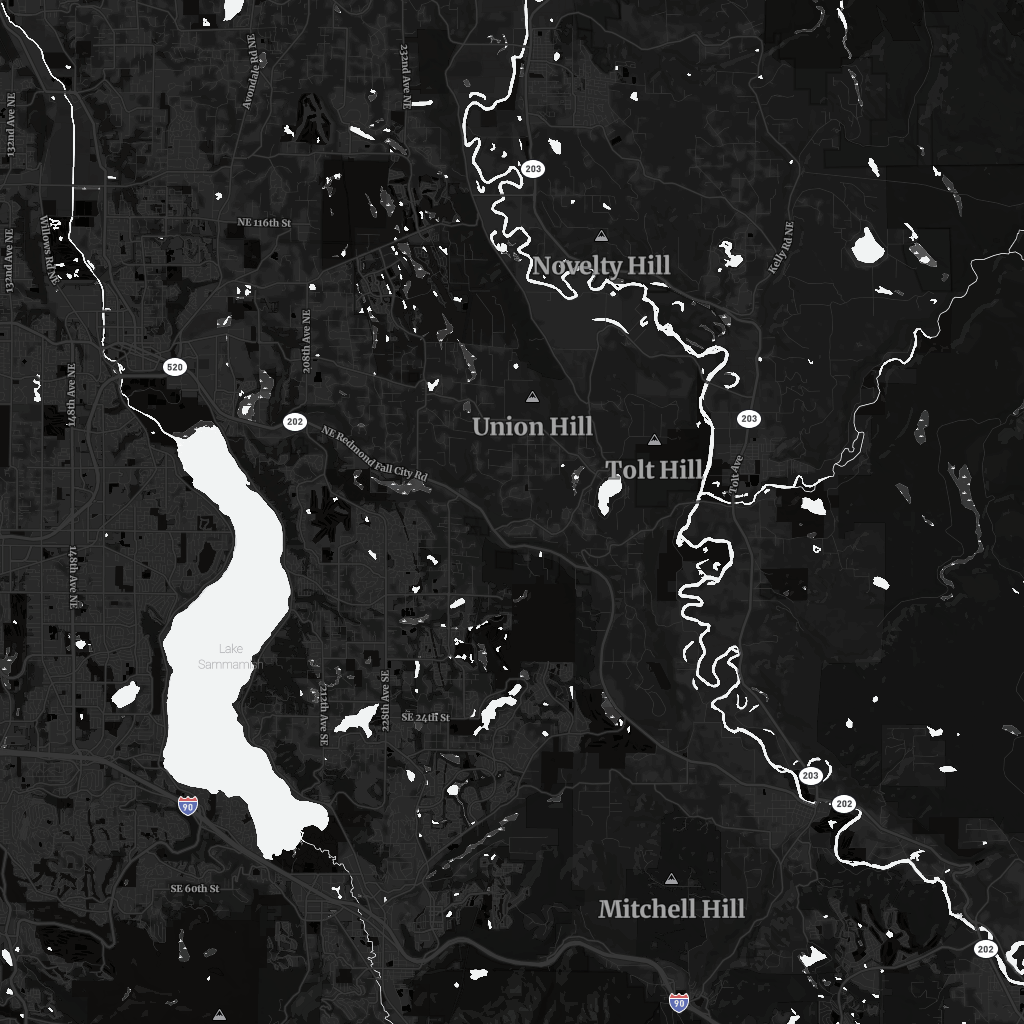 Avondale Rd NE
232nd Ave NE
132nd Ave NE
203
NE 116th St
Willows Rd NE
132nd Ave NE
Kelly Rd NE
Novelty Hill
208th Ave NE
520
148th Ave NE
202
203
Union Hill
NE Redmond Fall City Rd
Tolt Hill
Tolt Ave
148th Ave NE
Lake
Sammamish
212th Ave SE
228th Ave SE
SE 24th St
203
90
202
SE 60th St
Mitchell Hill
202
90